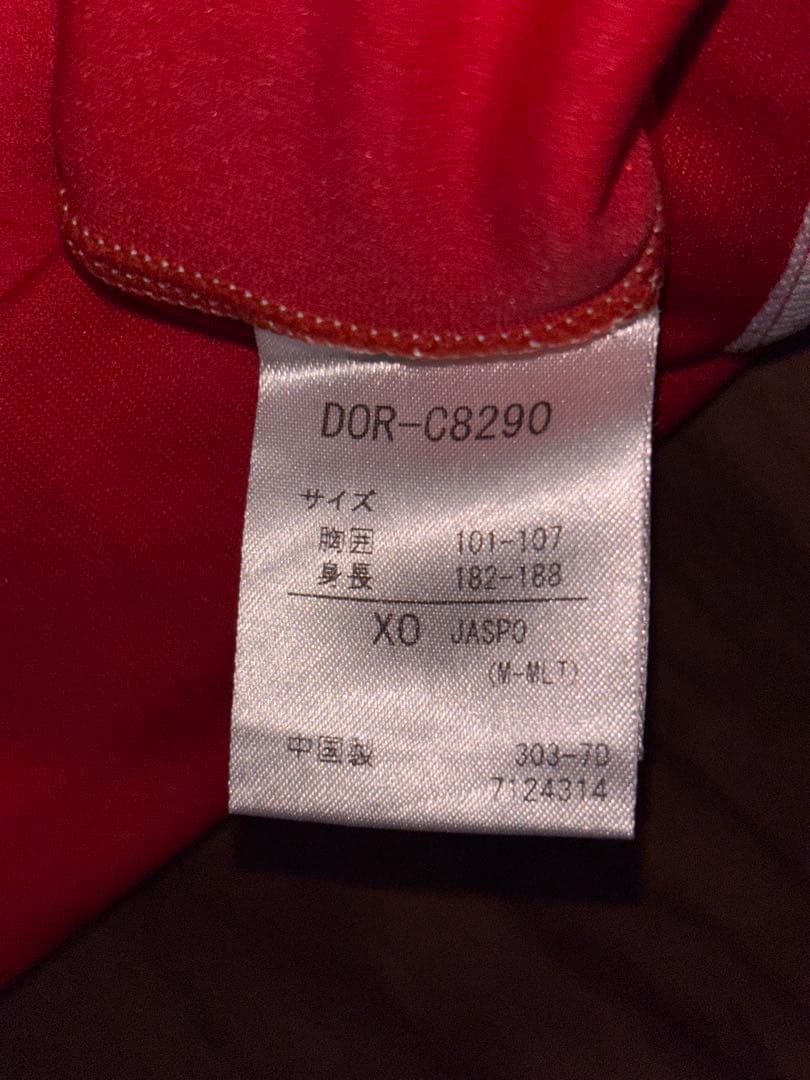 DOR-C8290
サイズ
胸囲 101-107
身長 182-188
XO JASPO
(M-MLT)
中国製 303-7D
7124314